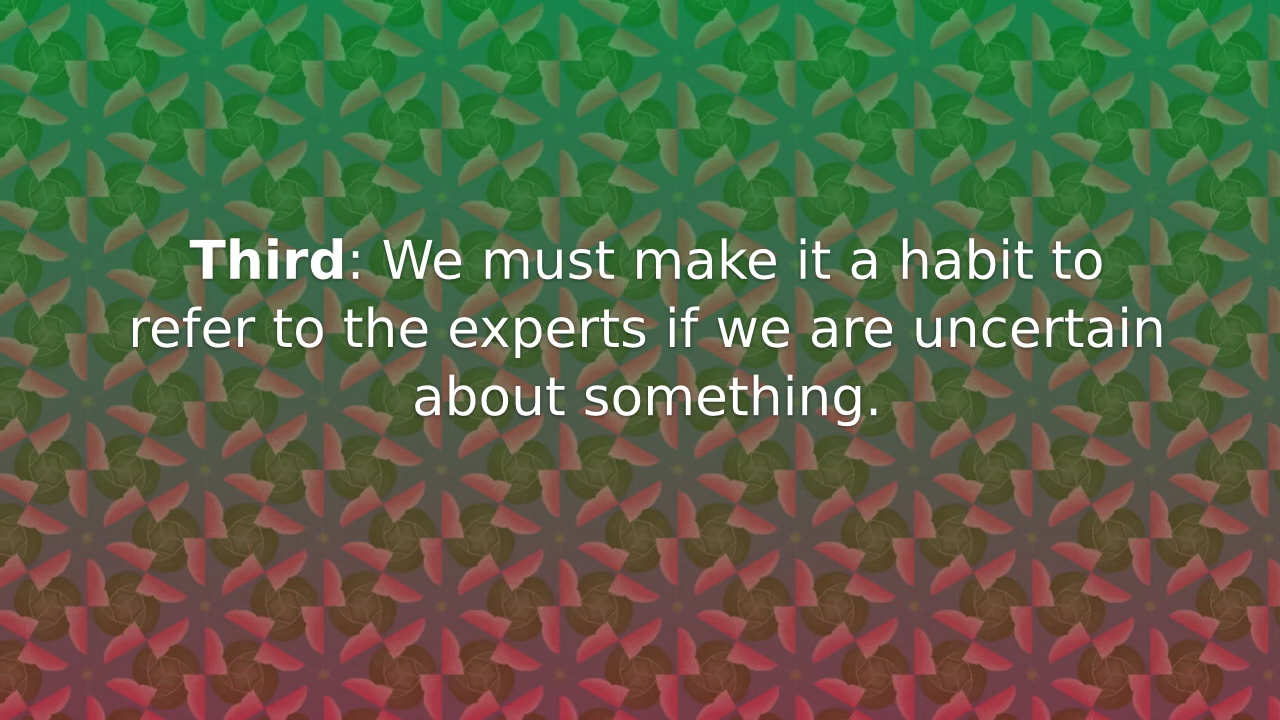 Third: We must make it a habit to
refer to the experts if we are uncertain
about something.